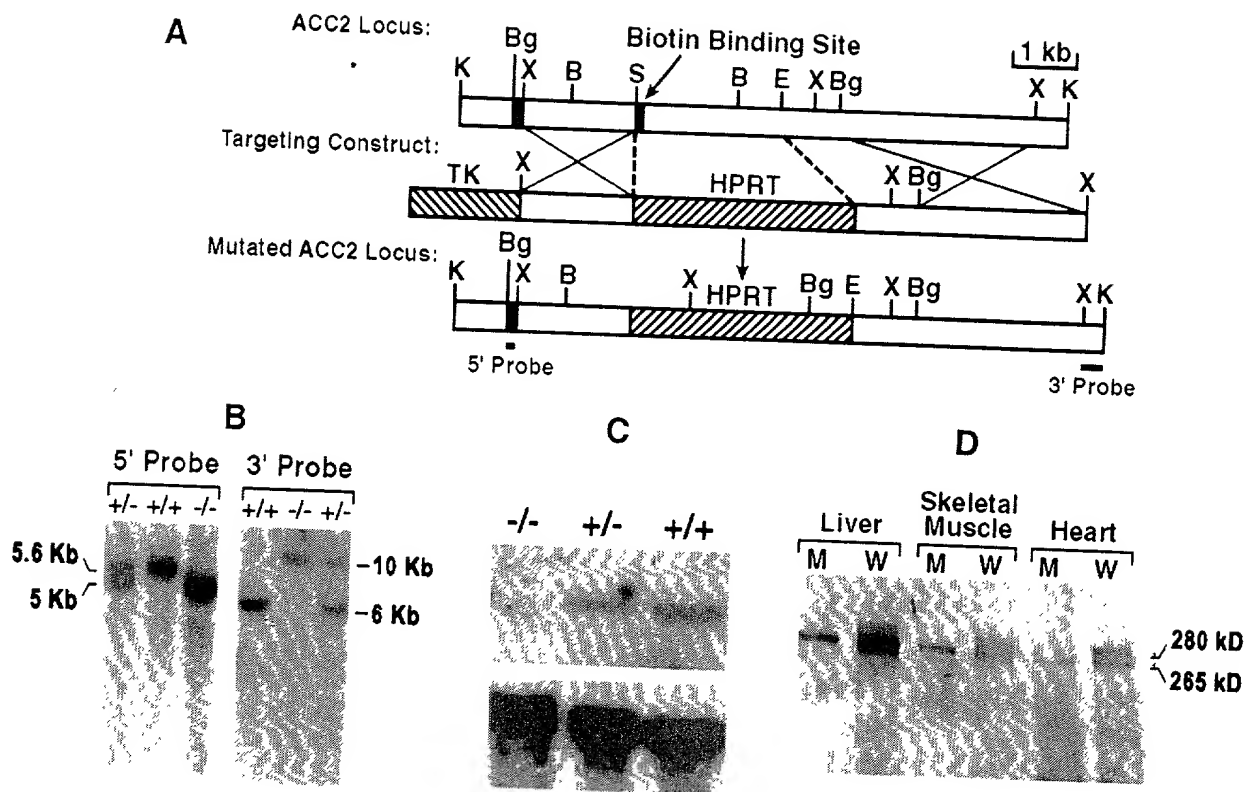 A
ACC2 Locus:
Biotin Binding Site
1 kb
K Bg X B S B E X Bg X K
Targeting Construct:
TK X HPRT X Bg X
Mutated ACC2 Locus:
K Bg X B X HPRT Bg E X Bg X K
5' Probe
3' Probe
B
5' Probe 3' Probe
+/- +/+ -/- +/+ -/- +/-
5.6 Kb
5 Kb
10 Kb
6 Kb
C
-/- +/- +/+
D
Liver Skeletal Muscle Heart
M W M W M W
280 kD
265 kD